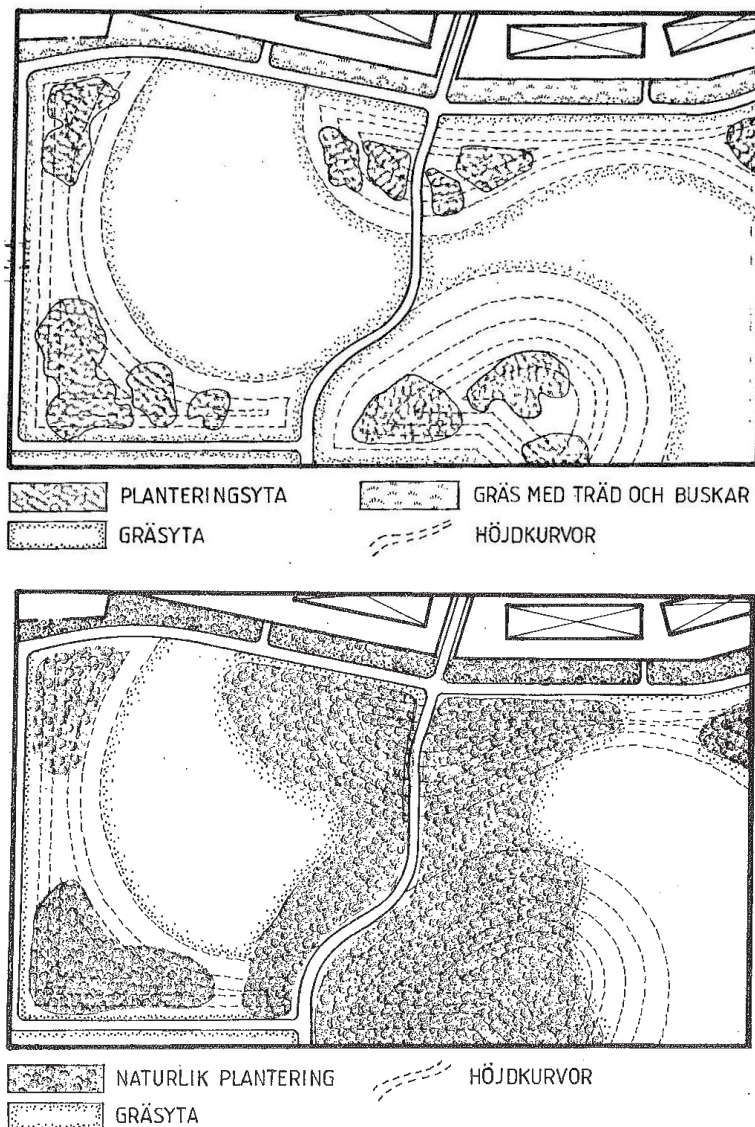 PLANTERINGSYTA
GRÄS MED TRÄD OCH BUSKAR
GRÄSYTA
HÖJDKURVOR
NATURLIK PLANTERING
HÖJDKURVOR
GRÄSYTA